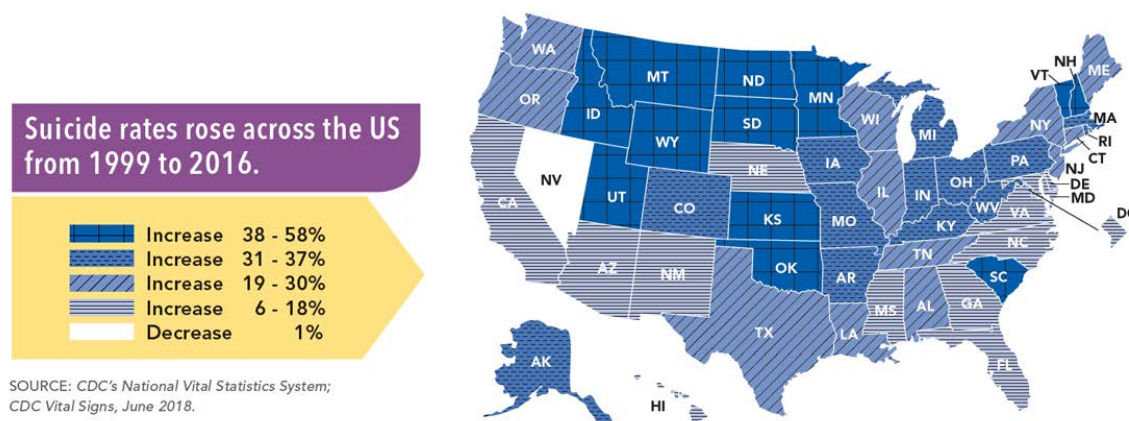 Suicide rates rose across the US
from 1999 to 2016.
Increase 38 - 58%
Increase 31 - 37%
Increase 19 - 30%
Increase 6 - 18%
Decrease 1%
SOURCE: CDC's National Vital Statistics System;
CDC Vital Signs, June 2018.
WA
OR
CA
NV
ID
MT
WY
UT
CO
AZ
NM
ND
SD
NE
KS
OK
TX
MN
IA
MO
AR
LA
WI
IL
MI
IN
OH
KY
TN
MS
AL
GA
FL
SC
NC
VA
WV
PA
NY
VT
NH
ME
MA
RI
CT
NJ
DE
MD
AK
HI